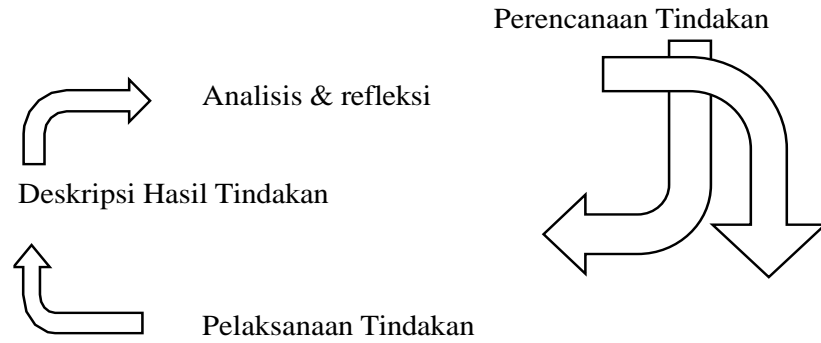 Perencanaan Tindakan
Analisis & refleksi
Deskripsi Hasil Tindakan
Pelaksanaan Tindakan